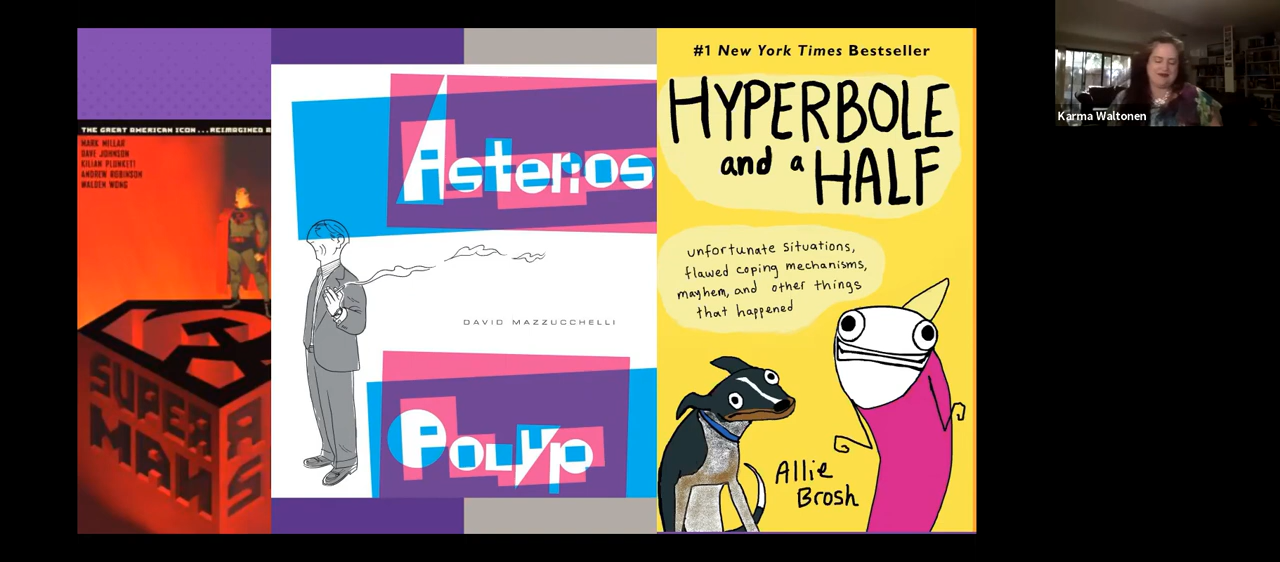 THE GREAT AMERICAN ICON...REIMAGINED
MARK MILLAR
DAVE JOHNSON
KILIAN PLUNKETT
ANDREW ROBINSON
WALDEN WONG
SUPER
MAN
Asterios
DAVID MAZZUCCHELLI
Polyp
#1 New York Times Bestseller
HYPERBOLE
and a HALF
unfortunate situations,
flawed coping mechanisms,
mayhem, and other things
that happened
Allie
Brosh
Karma Waltonen